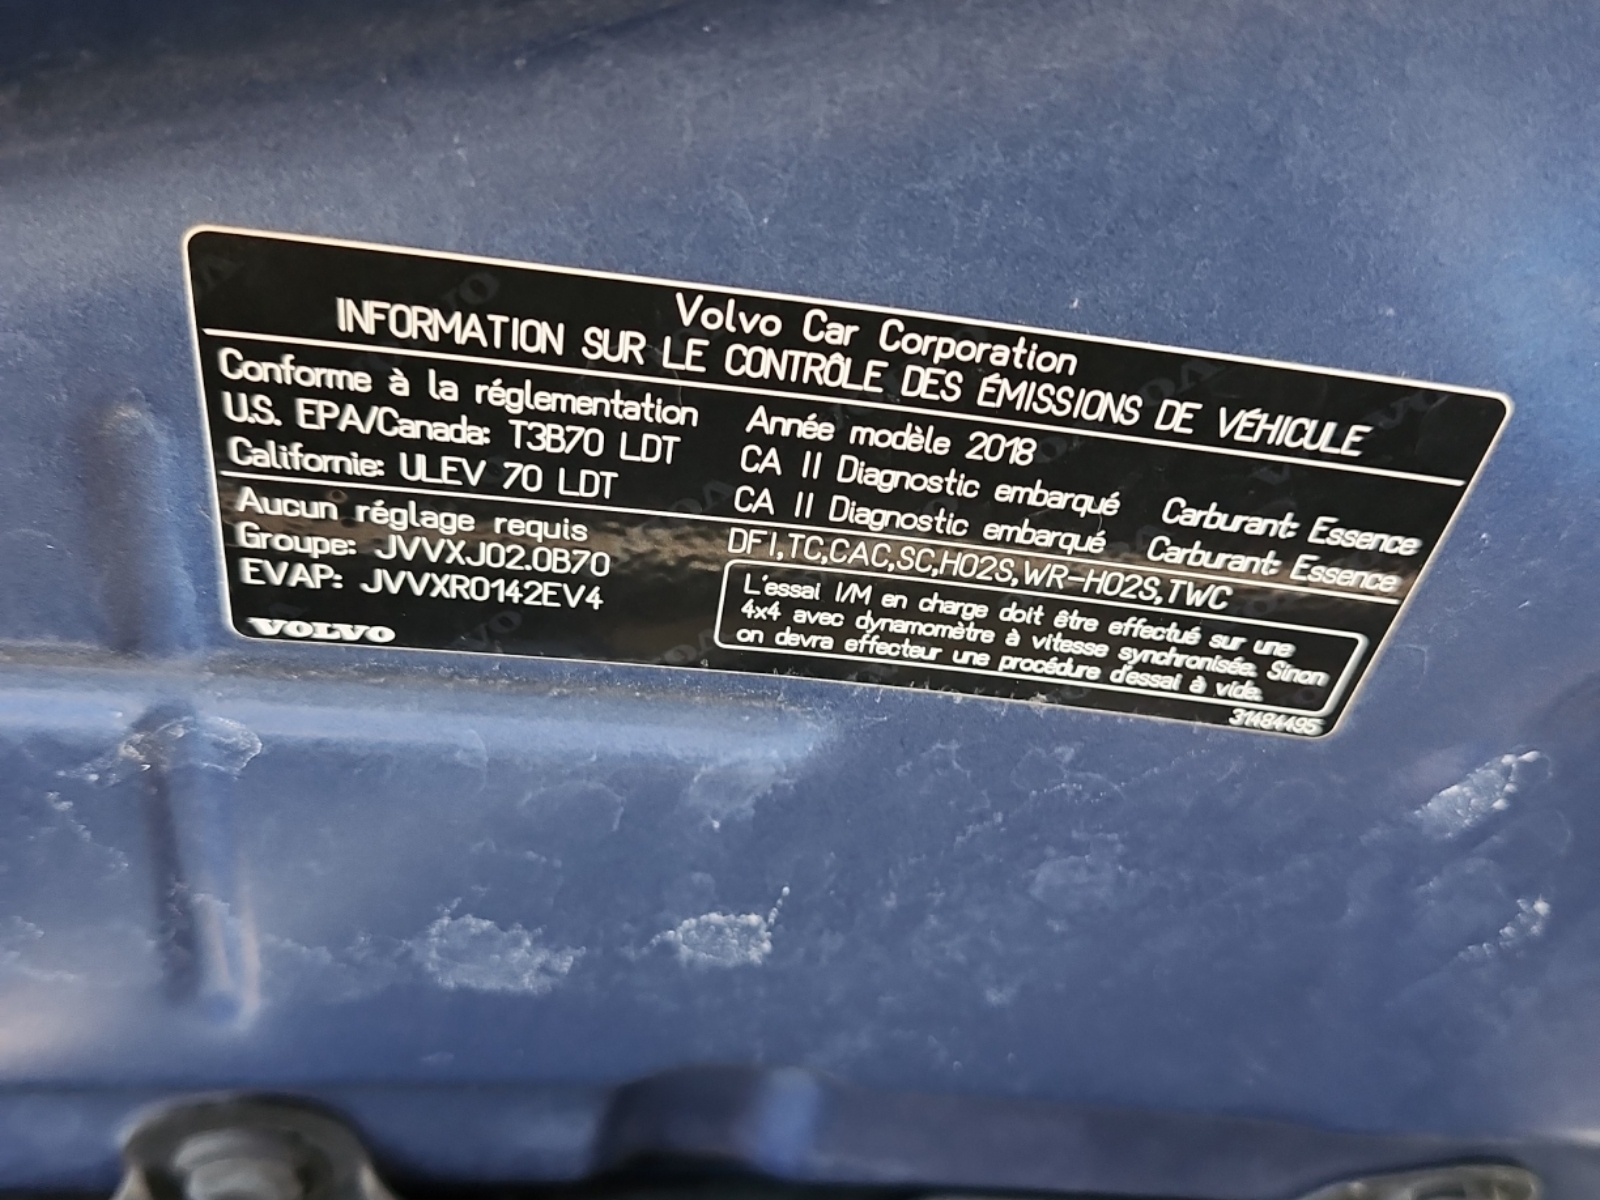 Volvo Car Corporation
INFORMATION SUR LE CONTRÔLE DES ÉMISSIONS DE VÉHICULE
Conforme à la réglementation Année modèle 2018
U.S. EPA/Canada: T3B70 LDT CA II Diagnostic embarqué Carburant: Essence
Californie: ULEV 70 LDT CA II Diagnostic embarqué Carburant: Essence
Aucun réglage requis DFI,TC,CAC,SC,HO2S,WR-HO2S,TWC
Groupe: JVVXJ02.0B70
EVAP: JVVXR0142EV4
L'essai I/M en charge doit être effectué sur une
4x4 avec dynamomètre à vitesse synchronisée. Sinon
on devra effecteur une procédure d'essai à vide.
VOLVO
31484495